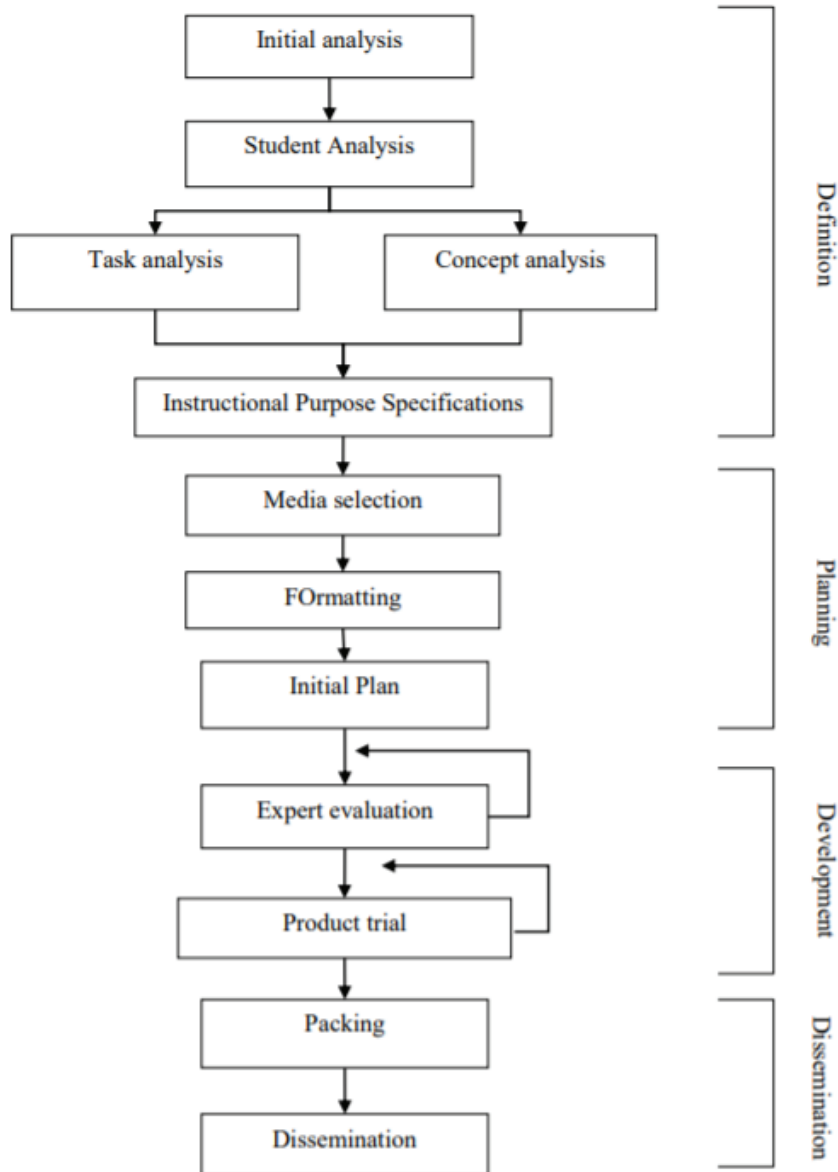 Initial analysis
Student Analysis
Task analysis
Concept analysis
Instructional Purpose Specifications
Definition
Media selection
FOrmatting
Initial Plan
Planning
Expert evaluation
Product trial
Development
Packing
Dissemination
Dissemination